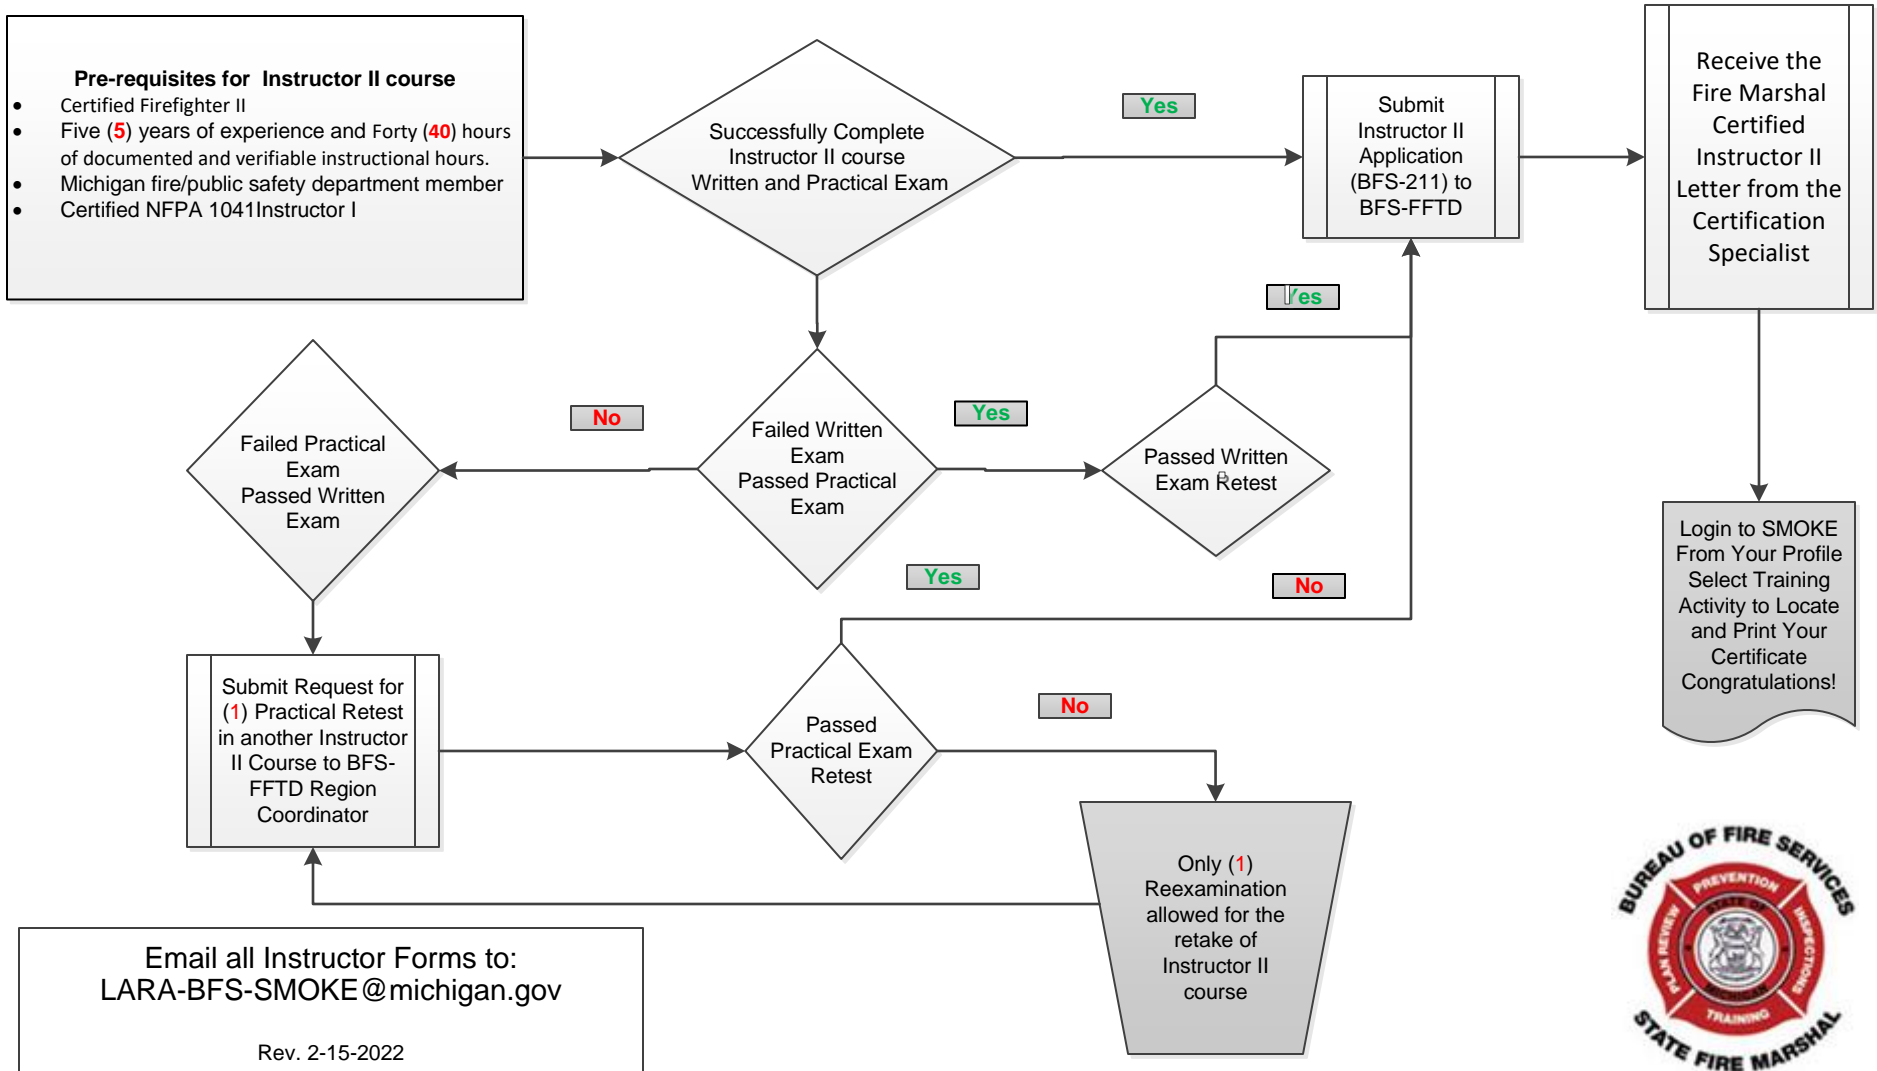 Pre-requisites for Instructor II course
• Certified Firefighter II
• Five (5) years of experience and Forty (40) hours
of documented and verifiable instructional hours.
• Michigan fire/public safety department member
• Certified NFPA 1041Instructor I
Successfully Complete
Instructor II course
Written and Practical Exam
Yes
Submit
Instructor II
Application
(BFS-211) to
BFS-FFTD
Receive the
Fire Marshal
Certified
Instructor II
Letter from the
Certification
Specialist
Yes
No
Yes
Failed Practical
Exam
Passed Written
Exam
Failed Written
Exam
Passed Practical
Exam
Passed Written
Exam Retest
Yes
No
Login to SMOKE
From Your Profile
Select Training
Activity to Locate
and Print Your
Certificate
Congratulations!
Submit Request for
(1) Practical Retest
in another Instructor
II Course to BFS-
FFTD Region
Coordinator
Passed
Practical Exam
Retest
No
Only (1)
Reexamination
allowed for the
retake of
Instructor II
course
Email all Instructor Forms to:
LARA-BFS-SMOKE@michigan.gov
Rev. 2-15-2022
BUREAU OF FIRE SERVICES
PREVENTION
PLAN REVIEW
INSPECTIONS
STATE OF
MICHIGAN
TRAINING
STATE FIRE MARSHAL